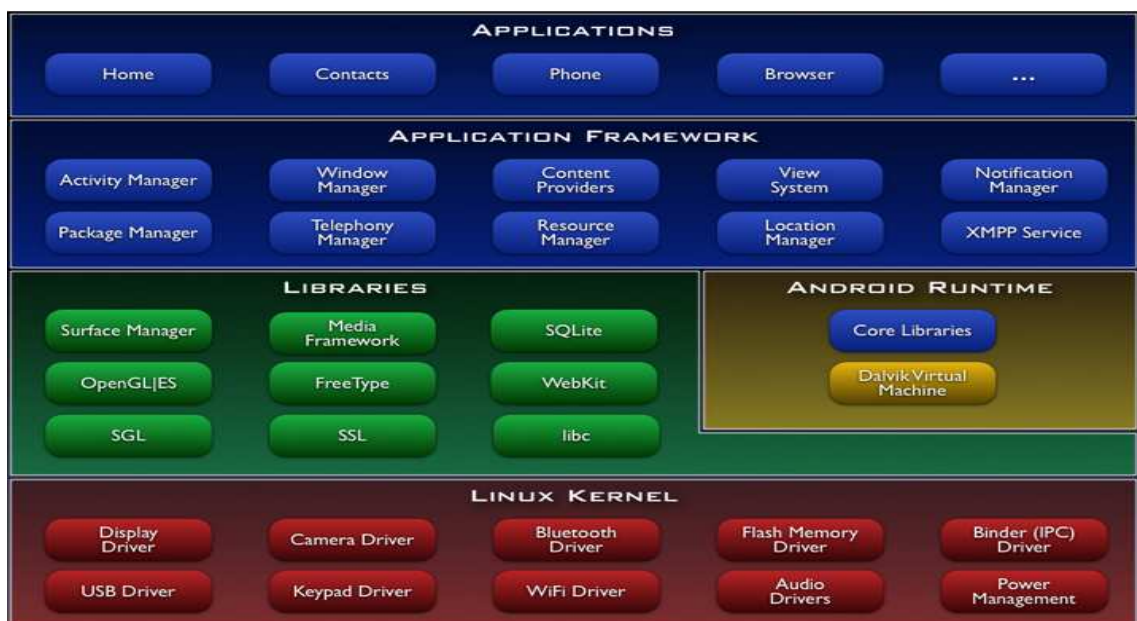 APPLICATIONS
Home
Contacts
Phone
Browser
...
APPLICATION FRAMEWORK
Activity Manager
Window
Manager
Content
Providers
View
System
Notification
Manager
Package Manager
Telephony
Manager
Resource
Manager
Location
Manager
XMPP Service
LIBRARIES
Surface Manager
Media
Framework
SQLite
OpenGL|ES
FreeType
WebKit
SGL
SSL
libc
ANDROID RUNTIME
Core Libraries
Dalvik Virtual
Machine
LINUX KERNEL
Display
Driver
Camera Driver
Bluetooth
Driver
Flash Memory
Driver
Binder (IPC)
Driver
USB Driver
Keypad Driver
WiFi Driver
Audio
Drivers
Power
Management